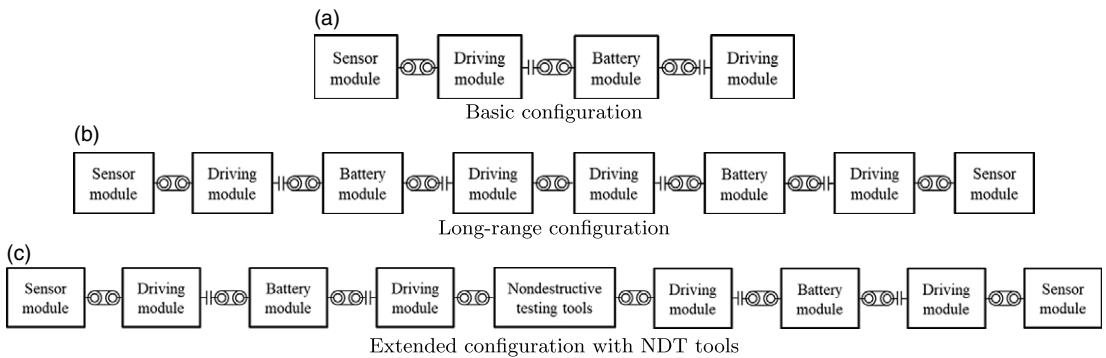 (a)
Sensor module
Driving module
Battery module
Driving module
Basic configuration
(b)
Sensor module
Driving module
Battery module
Driving module
Driving module
Battery module
Driving module
Sensor module
Long-range configuration
(c)
Sensor module
Driving module
Battery module
Driving module
Nondestructive testing tools
Driving module
Battery module
Driving module
Sensor module
Extended configuration with NDT tools